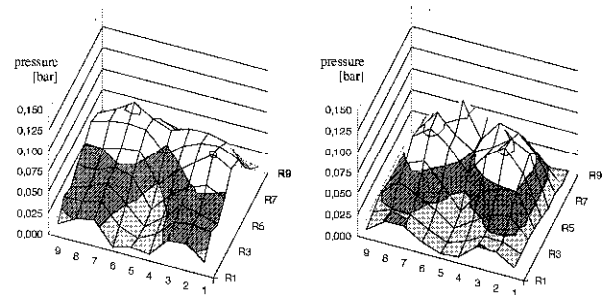 pressure
[bar]
0,150
0,125
0,100
0,075
0,050
0,025
0,000
9 8 7 6 5 4 3 2 1
R1
R3
R5
R7
R9
pressure
[bar]
0,150
0,125
0,100
0,075
0,050
0,025
0,000
9 8 7 6 5 4 3 2 1
R1
R3
R5
R7
R9